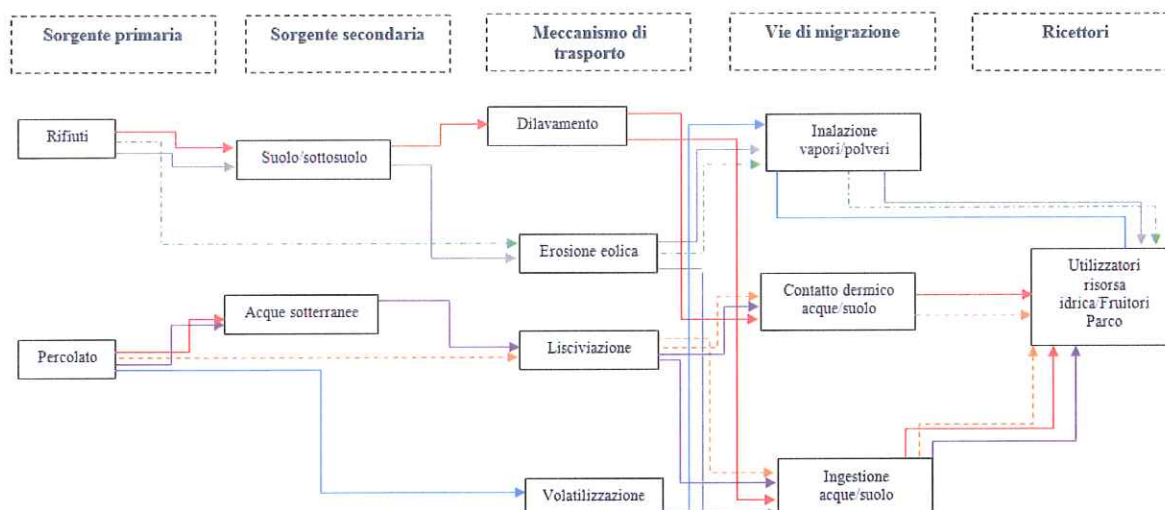 Sorgente primaria
Sorgente secondaria
Meccanismo di
trasporto
Vie di migrazione
Ricettori
Rifiuti
Suolo/sottosuolo
Dilavamento
Inalazione
vapori/polveri
Erosione eolica
Utilizzatori
risorsa
idrica/Fruitori
Parco
Contatto dermico
acque/suolo
Acque sotterranee
Percolato
Lisciviazione
Ingestione
acque/suolo
Volatilizzazione